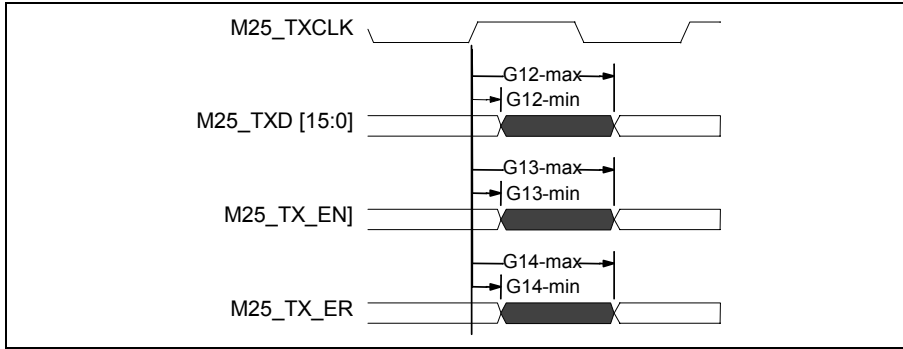 M25_TXCLK
G12-max
G12-min
M25_TXD [15:0]
G13-max
G13-min
M25_TX_EN]
G14-max
G14-min
M25_TX_ER